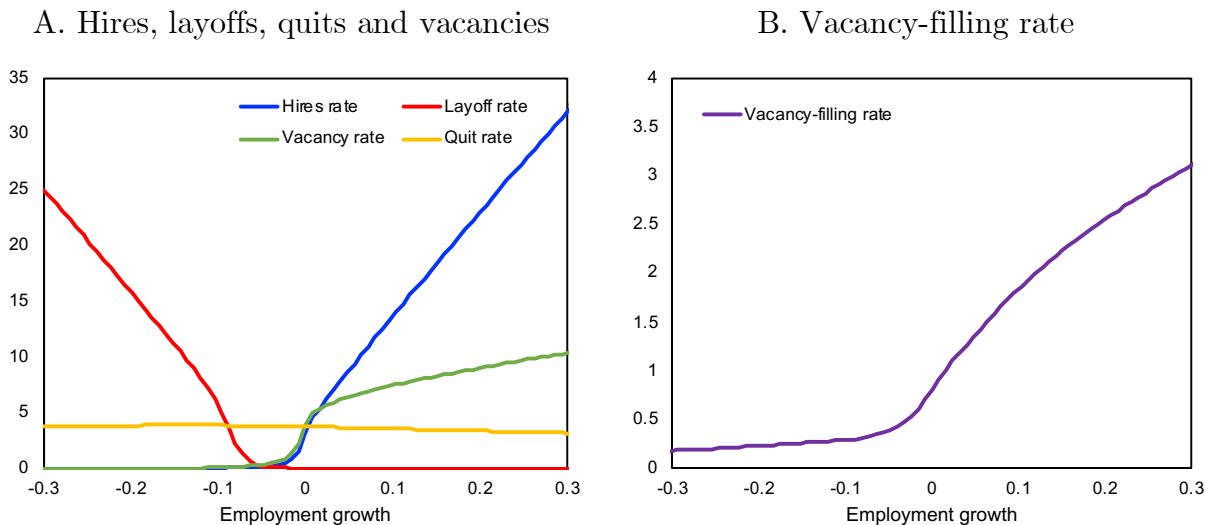 A. Hires, layoffs, quits and vacancies
35
30
25
20
15
10
5
0
-0.3 -0.2 -0.1 0 0.1 0.2 0.3
Employment growth
Hires rate
Layoff rate
Vacancy rate
Quit rate
B. Vacancy-filling rate
4
3.5
3
2.5
2
1.5
1
0.5
0
-0.3 -0.2 -0.1 0 0.1 0.2 0.3
Employment growth
Vacancy-filling rate